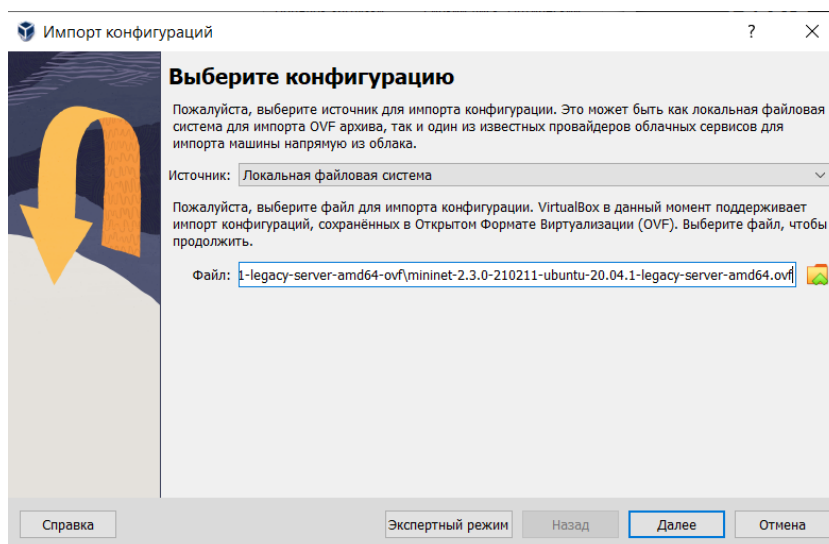 Импорт конфигураций
?
Выберите конфигурацию
Пожалуйста, выберите источник для импорта конфигурации. Это может быть как локальная файловая
система для импорта OVF архива, так и один из известных провайдеров облачных сервисов для
импорта машины напрямую из облака.
Источник: Локальная файловая система
Пожалуйста, выберите файл для импорта конфигурации. VirtualBox в данный момент поддерживает
импорт конфигураций, сохранённых в Открытом Формате Виртуализации (OVF). Выберите файл, чтобы
продолжить.
Файл: 1-legacy-server-amd64-ovf\mininet-2.3.0-210211-ubuntu-20.04.1-legacy-server-amd64.ovf
Справка Экспертный режим Назад Далее Отмена